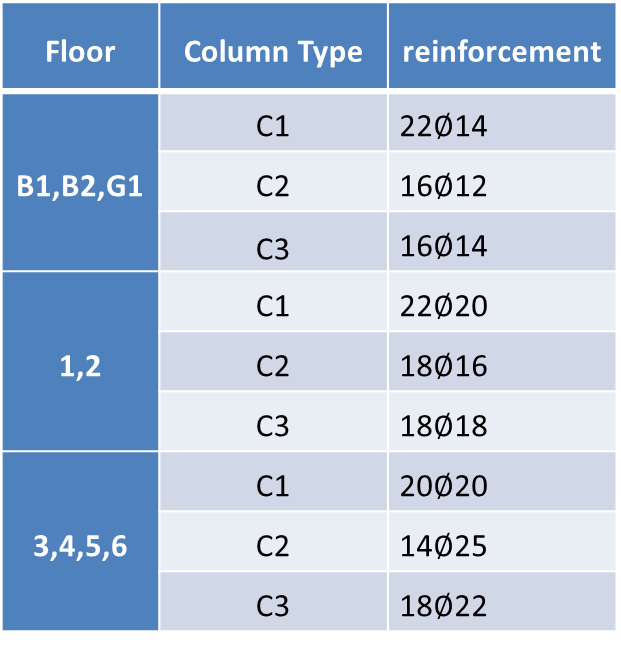 Floor Column Type reinforcement
B1,B2,G1
C1 22Ø14
C2 16Ø12
C3 16Ø14
1,2
C1 22Ø20
C2 18Ø16
C3 18Ø18
3,4,5,6
C1 20Ø20
C2 14Ø25
C3 18Ø22